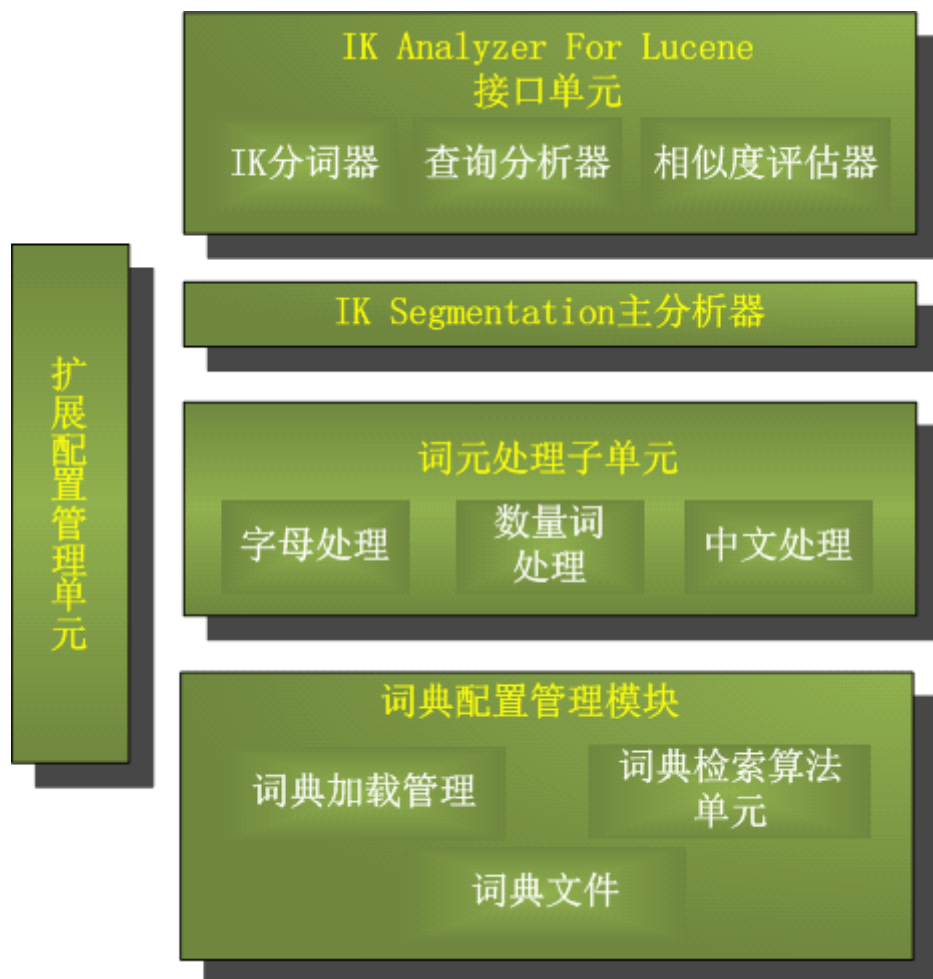 IK Analyzer For Lucene
接口单元
IK分词器 查询分析器 相似度评估器
IK Segmentation主分析器
扩展配置管理单元
词元处理子单元
字母处理
数量词
处理
中文处理
词典配置管理模块
词典加载管理
词典检索算法
单元
词典文件